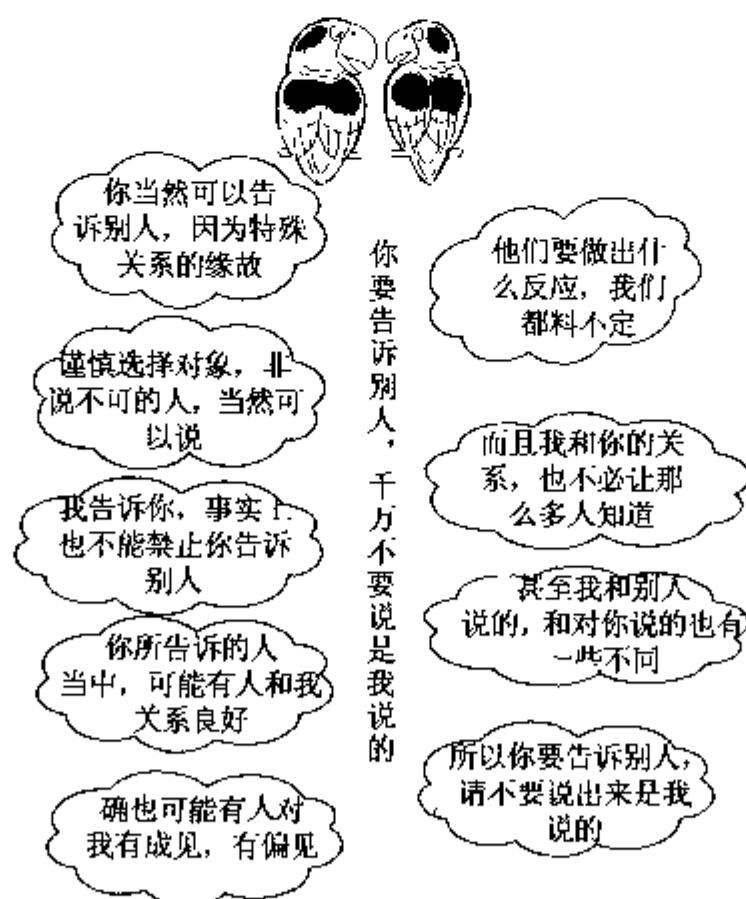 你当然可以告
诉别人，因为特殊
关系的缘故
谨慎选择对象，非
说不可的人，当然可
以说
我告诉你，事实上
也不能禁止你告诉
别人
你所告诉的人
当中，可能有人和我
关系良好
确也可能有人对
我有成见，有偏见
你要告诉别人，千万不要说是我说的
他们要做出什
么反应，我们
都料不定
而且我和你的关
系，也不必让那
么多人知道
甚至我和别人
说的，和对你说的也有
一些不同
所以你要告诉别人，
请不要说出来是我
说的